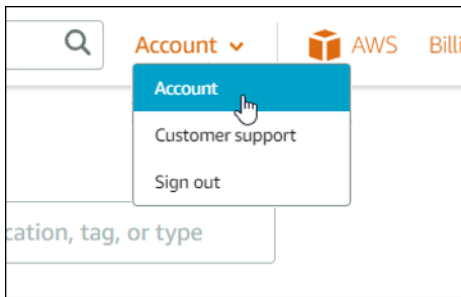 Account AWS Billi
Account
Customer support
Sign out
cation, tag, or type